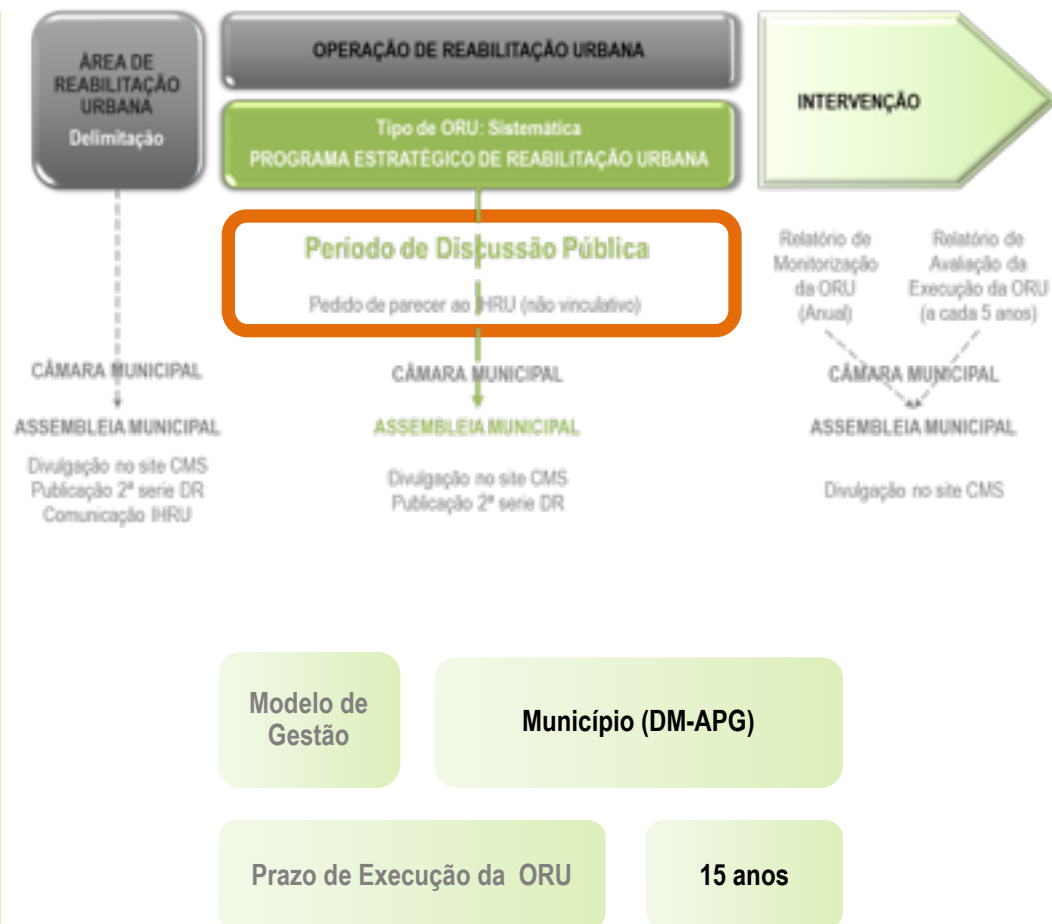 ÁREA DE
REABILITAÇÃO
URBANA
Delimitação
OPERAÇÃO DE REABILITAÇÃO URBANA
Tipo de ORU: Sistemática
PROGRAMA ESTRATÉGICO DE REABILITAÇÃO URBANA
INTERVENÇÃO
Período de Discussão Pública
Pedido de parecer ao IHRU (não vinculativo)
Relatório de
Monitorização
da ORU
(Anual)
Relatório de
Avaliação da
Execução da ORU
(a cada 5 anos)
CÂMARA MUNICIPAL
ASSEMBLEIA MUNICIPAL
Divulgação no site CMS
Publicação 2ª serie DR
Comunicação IHRU
CÂMARA MUNICIPAL
ASSEMBLEIA MUNICIPAL
Divulgação no site CMS
Publicação 2ª serie DR
CÂMARA MUNICIPAL
ASSEMBLEIA MUNICIPAL
Divulgação no site CMS
Modelo de
Gestão
Município (DM-APG)
Prazo de Execução da ORU
15 anos